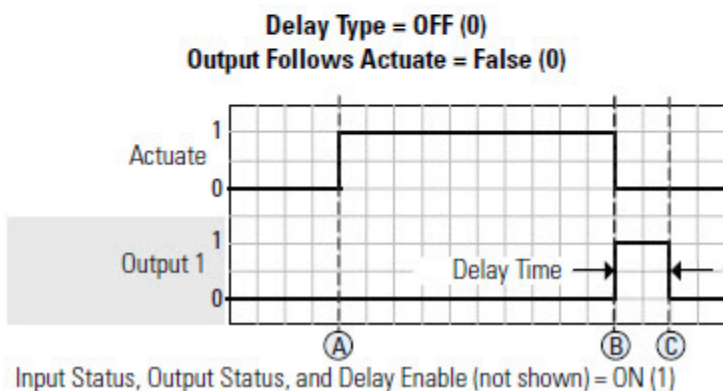 Delay Type = OFF (0)
Output Follows Actuate = False (0)
1
Actuate
0
1
Output 1
Delay Time
0
A B C
Input Status, Output Status, and Delay Enable (not shown) = ON (1)